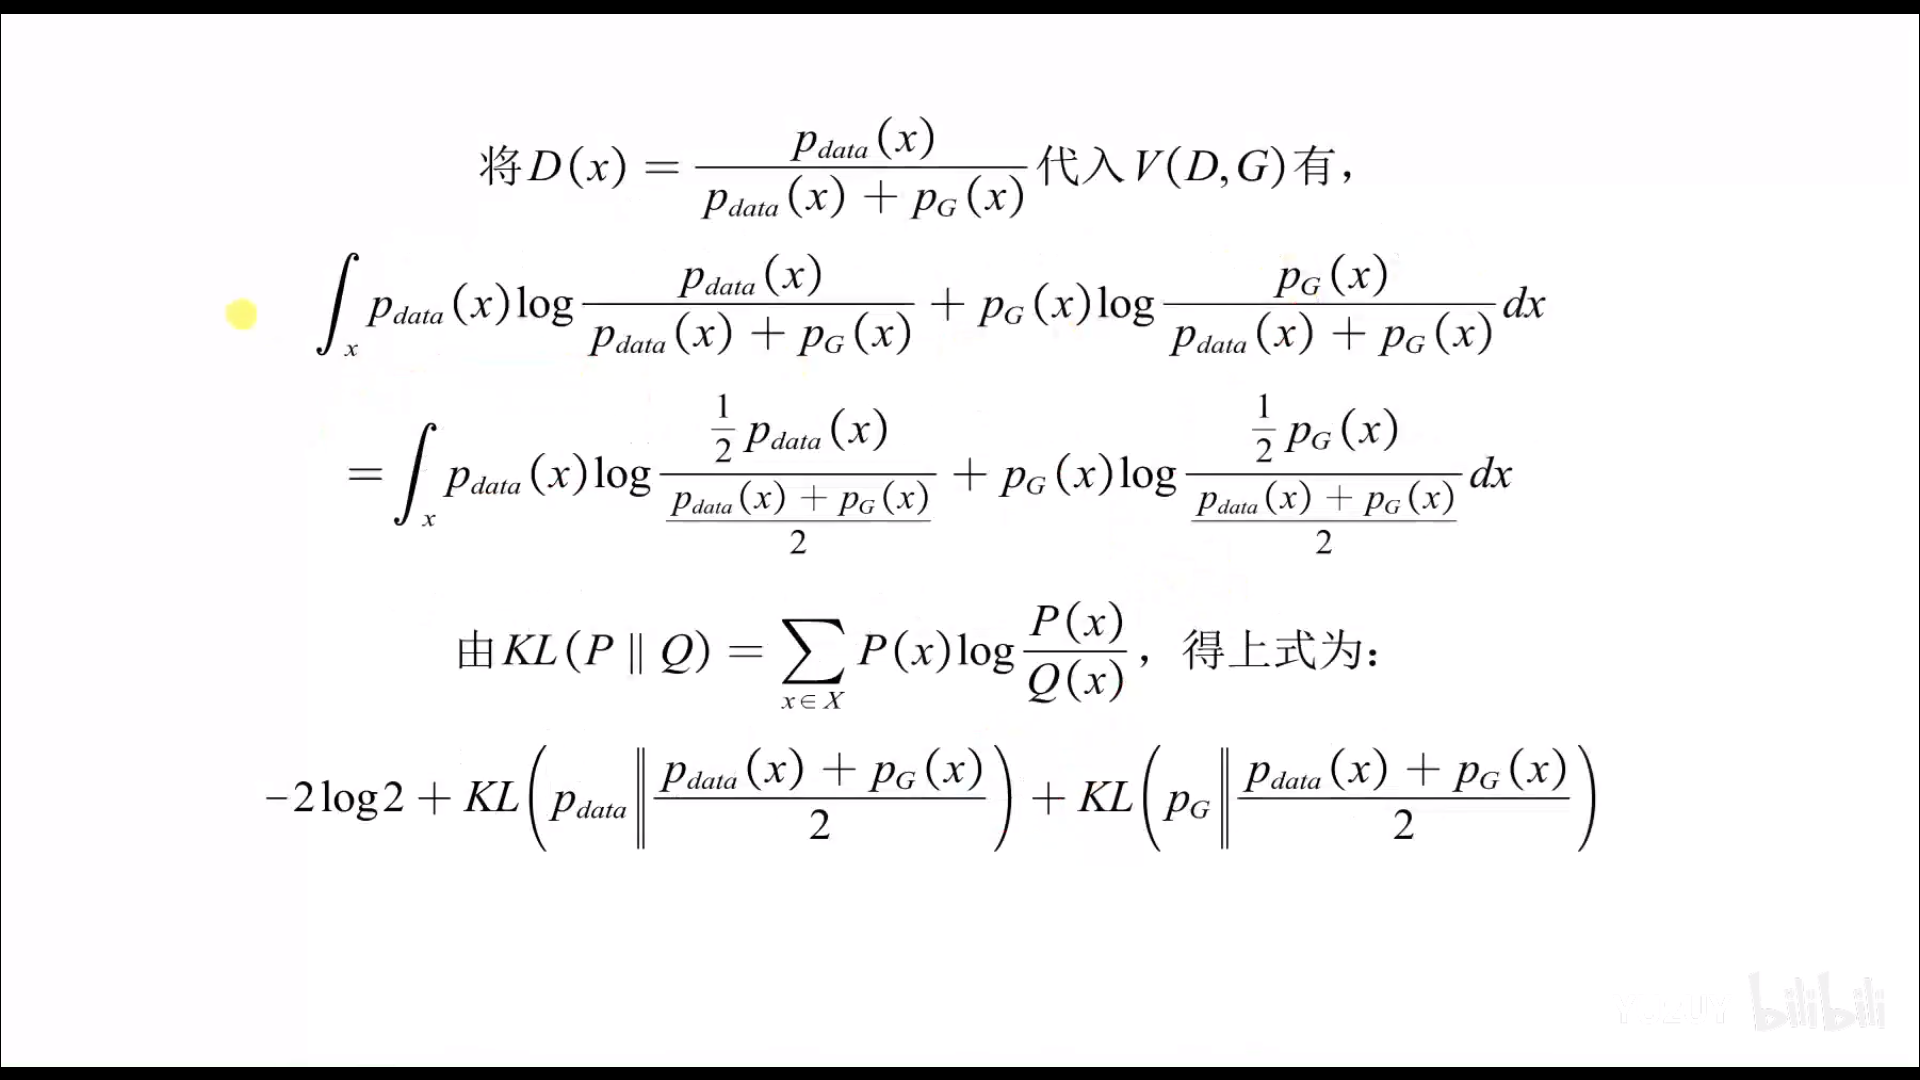 将 D(x) = \frac{p_{data}(x)}{p_{data}(x) + p_G(x)} 代入 V(D, G) 有，
\int_x p_{data}(x) \log \frac{p_{data}(x)}{p_{data}(x) + p_G(x)} + p_G(x) \log \frac{p_G(x)}{p_{data}(x) + p_G(x)} dx
= \int_x p_{data}(x) \log \frac{\frac{1}{2} p_{data}(x)}{\frac{p_{data}(x) + p_G(x)}{2}} + p_G(x) \log \frac{\frac{1}{2} p_G(x)}{\frac{p_{data}(x) + p_G(x)}{2}} dx
由 KL(P \| Q) = \sum_{x \in X} P(x) \log \frac{P(x)}{Q(x)}，得上式为：
-2\log 2 + KL\left( p_{data} \middle\| \frac{p_{data}(x) + p_G(x)}{2} \right) + KL\left( p_G \middle\| \frac{p_{data}(x) + p_G(x)}{2} \right)
bilibili